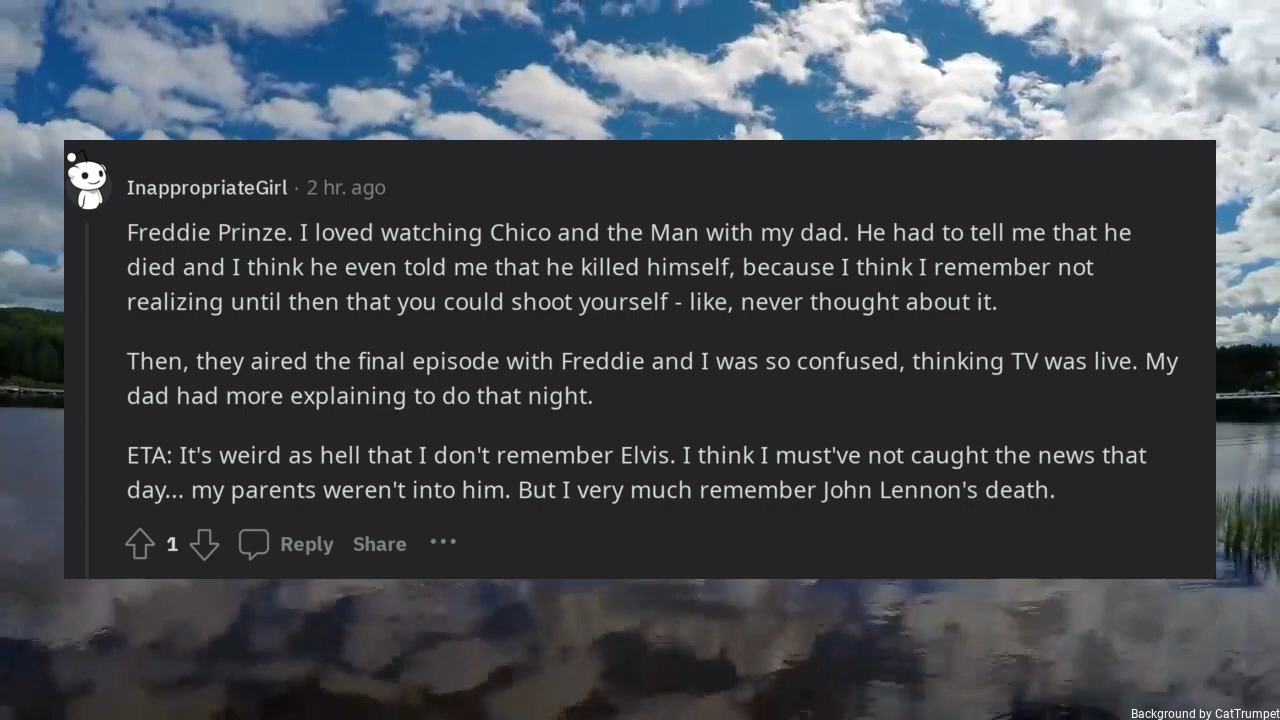 InappropriateGirl · 2 hr. ago
Freddie Prinze. I loved watching Chico and the Man with my dad. He had to tell me that he
died and I think he even told me that he killed himself, because I think I remember not
realizing until then that you could shoot yourself - like, never thought about it.
Then, they aired the final episode with Freddie and I was so confused, thinking TV was live. My
dad had more explaining to do that night.
ETA: It's weird as hell that I don't remember Elvis. I think I must've not caught the news that
day... my parents weren't into him. But I very much remember John Lennon's death.
1 Reply Share ···
Background by CatTrumpet